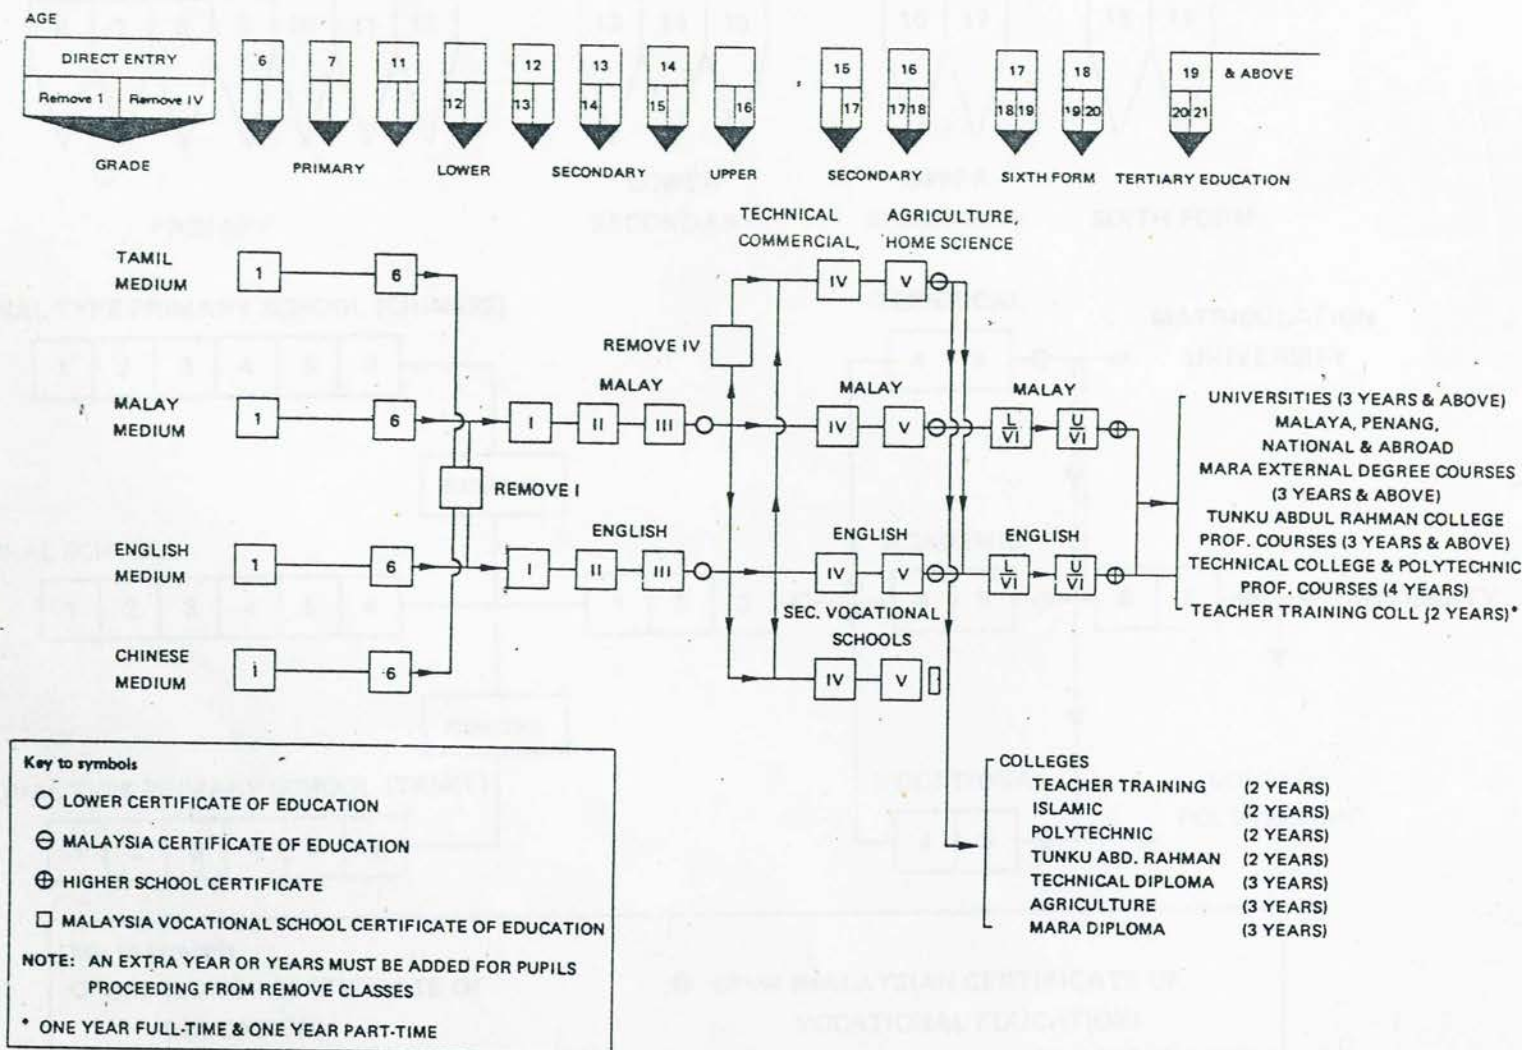 AGE
DIRECT ENTRY
Remove 1 Remove IV
6 7 11 12 13 14 15 16 17 18 19 & ABOVE
12 13 14 15 16 17 17 18 18 19 19 20 20 21
GRADE PRIMARY LOWER SECONDARY UPPER SECONDARY SIXTH FORM TERTIARY EDUCATION
TECHNICAL AGRICULTURE,
COMMERCIAL, HOME SCIENCE
TAMIL
MEDIUM
1 6 IV V
REMOVE IV
MALAY MALAY MALAY
MALAY
MEDIUM
1 6 I II III IV V L/VI U/VI
REMOVE I
ENGLISH ENGLISH ENGLISH
ENGLISH
MEDIUM
1 6 I II III IV V L/VI U/VI
SEC. VOCATIONAL
SCHOOLS
CHINESE
MEDIUM
1 6 IV V
UNIVERSITIES (3 YEARS & ABOVE)
MALAYA, PENANG,
NATIONAL & ABROAD
MARA EXTERNAL DEGREE COURSES
(3 YEARS & ABOVE)
TUNKU ABDUL RAHMAN COLLEGE
PROF. COURSES (3 YEARS & ABOVE)
TECHNICAL COLLEGE & POLYTECHNIC
PROF. COURSES (4 YEARS)
TEACHER TRAINING COLL (2 YEARS)*
COLLEGES
TEACHER TRAINING (2 YEARS)
ISLAMIC (2 YEARS)
POLYTECHNIC (2 YEARS)
TUNKU ABD. RAHMAN (2 YEARS)
TECHNICAL DIPLOMA (3 YEARS)
AGRICULTURE (3 YEARS)
MARA DIPLOMA (3 YEARS)
Key to symbols
LOWER CERTIFICATE OF EDUCATION
MALAYSIA CERTIFICATE OF EDUCATION
HIGHER SCHOOL CERTIFICATE
MALAYSIA VOCATIONAL SCHOOL CERTIFICATE OF EDUCATION
NOTE: AN EXTRA YEAR OR YEARS MUST BE ADDED FOR PUPILS
PROCEEDING FROM REMOVE CLASSES
* ONE YEAR FULL-TIME & ONE YEAR PART-TIME